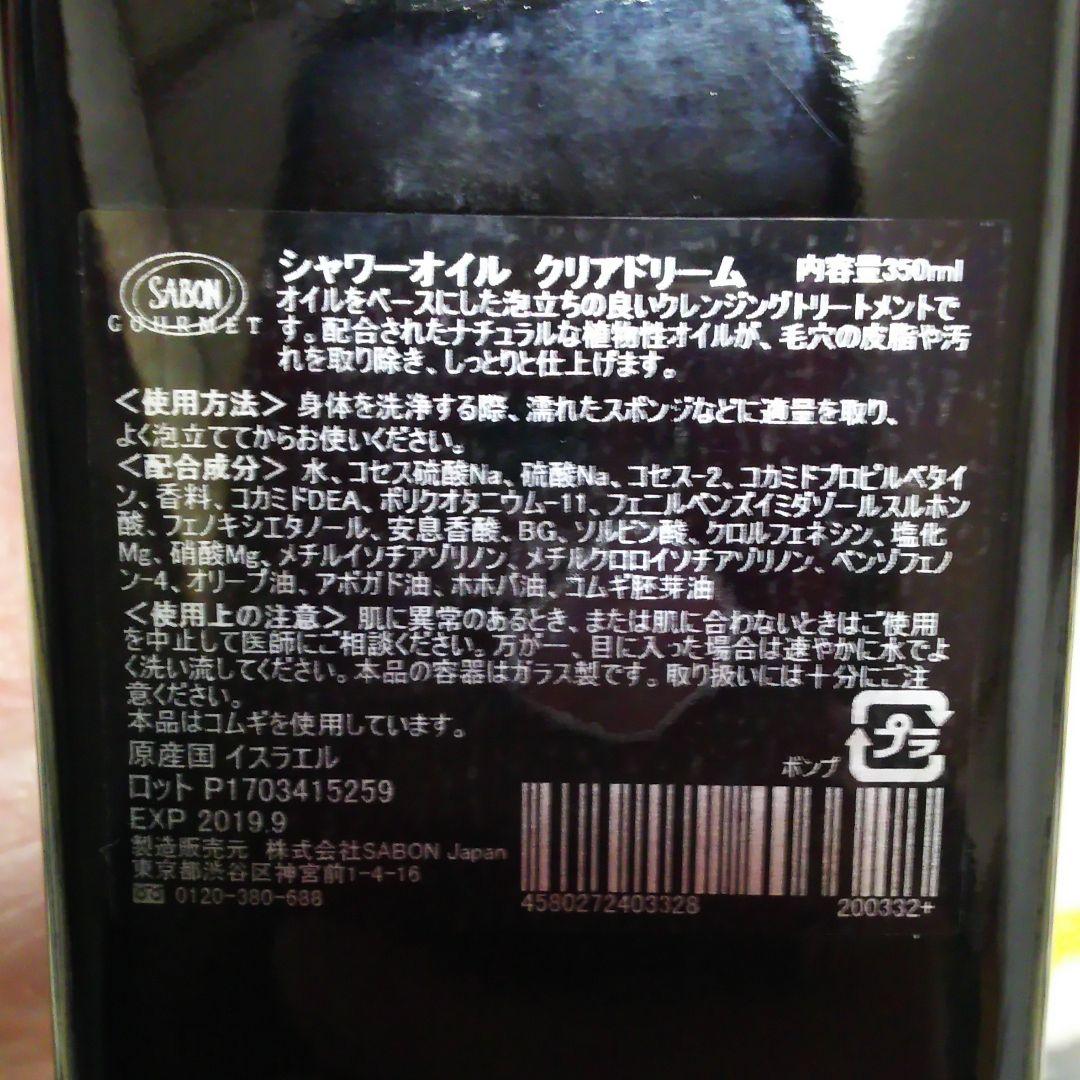 SABON
GOURMET
シャワーオイル クリアドリーム 内容量350ml
オイルをベースにした泡立ちの良いクレンジングトリートメントで
す。配合されたナチュラルな植物性オイルが、毛穴の皮脂や汚
れを取り除き、しっとりと仕上げます。
＜使用方法＞ 身体を洗浄する際、濡れたスポンジなどに適量を取り、
よく泡立ててからお使いください。
＜配合成分＞ 水、コセス硫酸Na、硫酸Na、コセス-2、コカミドプロピルベタイ
ン、香料、コカミドDEA、ポリクオタニウム-11、フェニルベンズイミダゾールスルホン
酸、フェノキシエタノール、安息香酸、BG、ソルビン酸、クロルフェネシン、塩化
Mg、硝酸Mg、メチルイソチアゾリノン、メチルクロロイソチアゾリノン、ベンゾフェノ
ン-4、オリーブ油、アボガド油、ホホバ油、コムギ胚芽油
＜使用上の注意＞ 肌に異常のあるとき、または肌に合わないときはご使用
を中止して医師にご相談ください。万が一、目に入った場合は速やかに水でよ
く洗い流してください。本品の容器はガラス製です。取り扱いには十分にご注
意ください。
本品はコムギを使用しています。
原産国 イスラエル
ロット P1703415259
EXP 2019.9
製造販売元 株式会社SABON Japan
東京都渋谷区神宮前1-4-16
0120-380-688
ポンプ
プラ
4580272403328 200332+